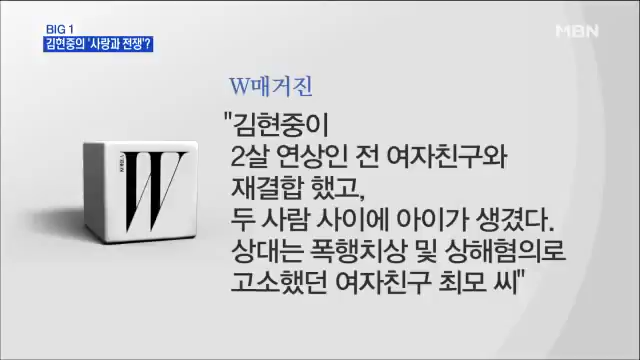 BIG 1
김현중의 '사랑과 전쟁'?
MBN
W매거진
"김현중이
2살 연상인 전 여자친구와
재결합 했고,
두 사람 사이에 아이가 생겼다.
상대는 폭행치상 및 상해혐의로
고소했던 여자친구 최모 씨"
W